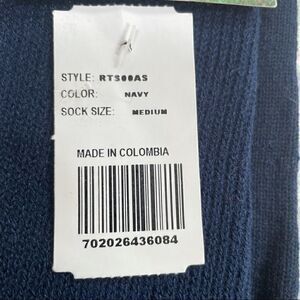 STYLE: RTS00AS
COLOR: NAVY
SOCK SIZE: MEDIUM
MADE IN COLOMBIA
702026436084